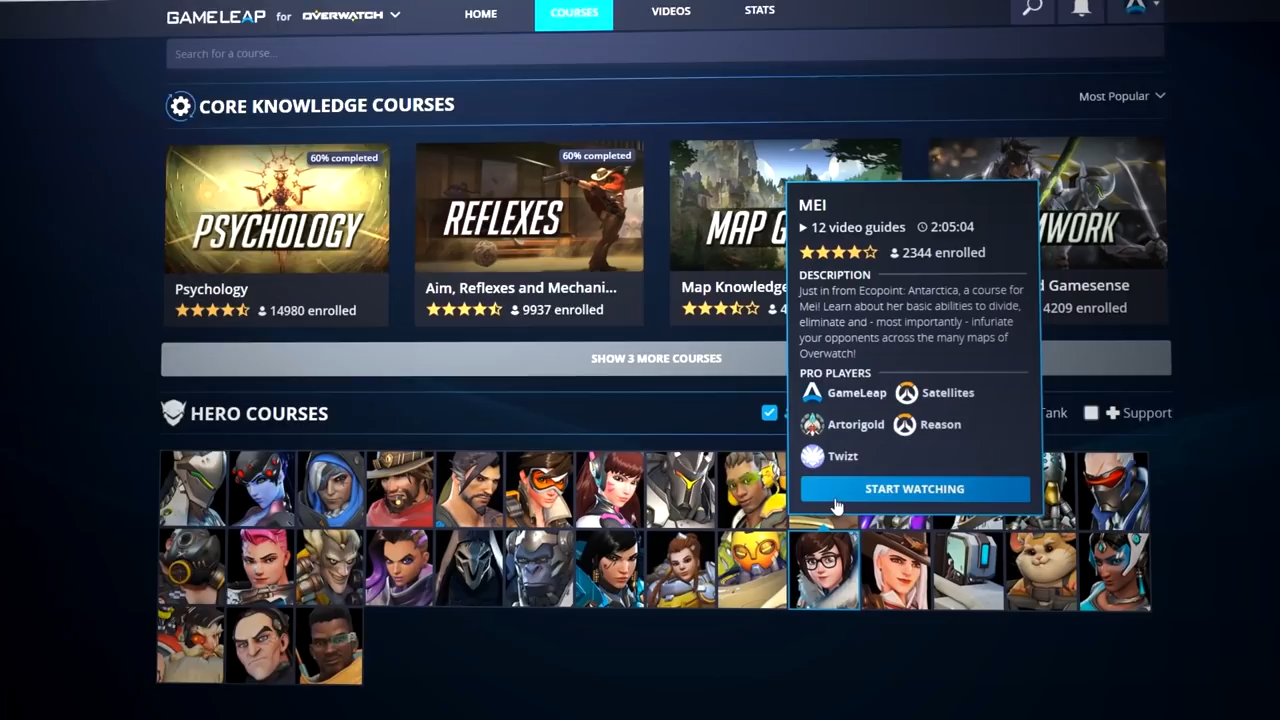 GAMELEAP for OVERWATCH
HOME
COURSES
VIDEOS
STATS
Search for a course...
CORE KNOWLEDGE COURSES
Most Popular
60% completed
60% completed
PSYCHOLOGY
REFLEXES
MAP G
WORK
Psychology
Aim, Reflexes and Mechani...
Map Knowledge
d Gamesense
14980 enrolled
9937 enrolled
4
4209 enrolled
SHOW 3 MORE COURSES
HERO COURSES
Tank
Support
MEI
12 video guides
2:05:04
2344 enrolled
DESCRIPTION
Just in from Ecopoint: Antarctica, a course for
Mei! Learn about her basic abilities to divide,
eliminate and - most importantly - infuriate
your opponents across the many maps of
Overwatch!
PRO PLAYERS
GameLeap
Satellites
Artorigold
Reason
Twizt
START WATCHING